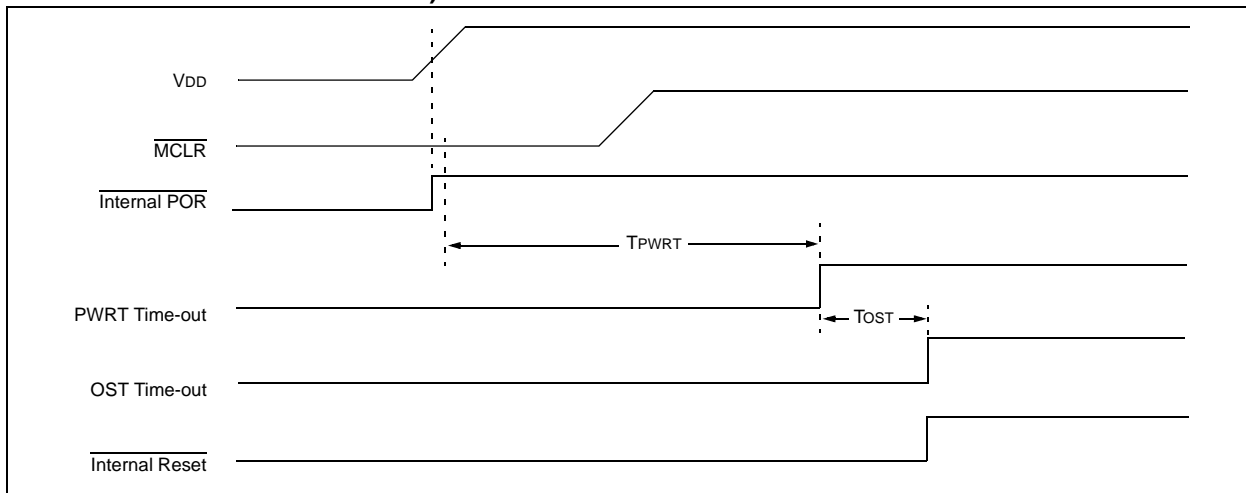 VDD
MCLR
Internal POR
TPWRT
PWRT Time-out
TOST
OST Time-out
Internal Reset